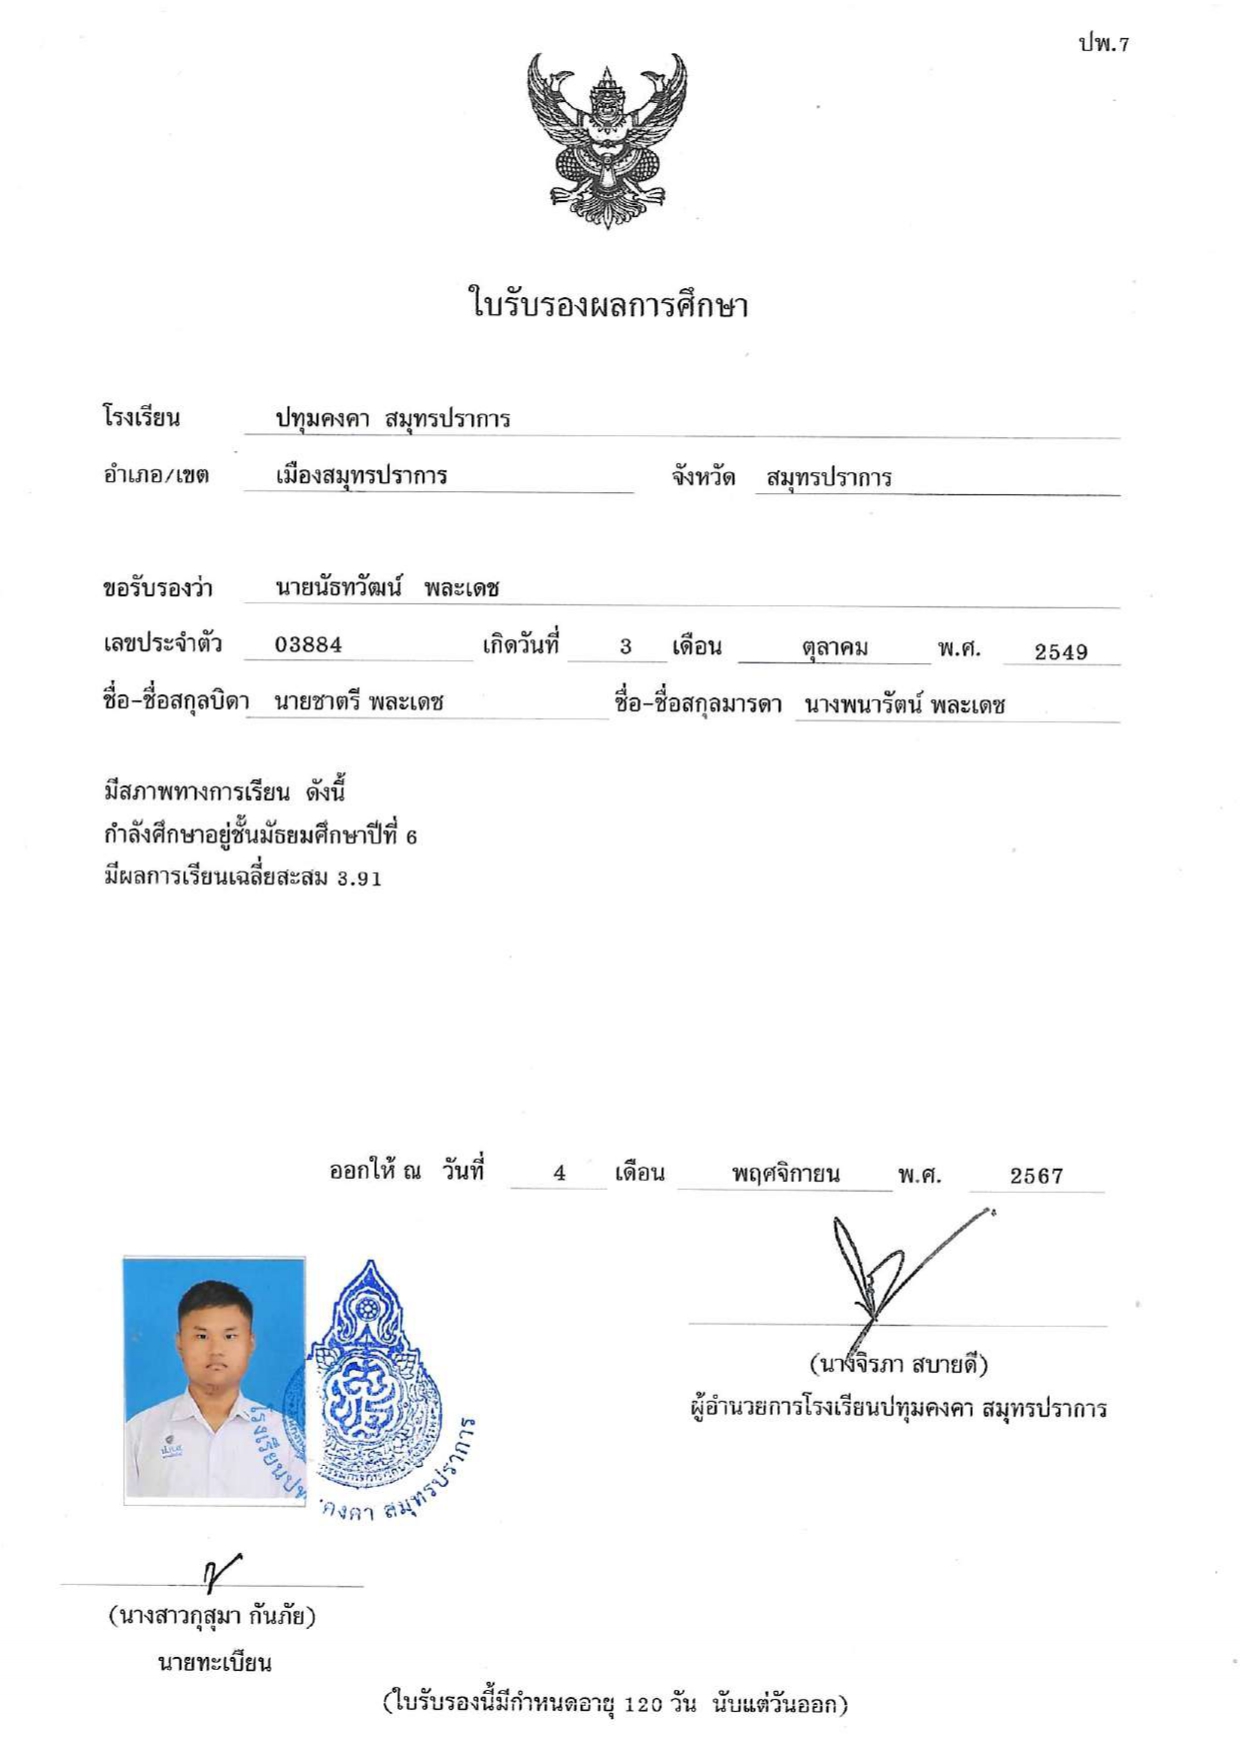 ปพ.7
ใบรับรองผลการศึกษา
โรงเรียน ปทุมคงคา สมุทรปราการ
อำเภอ/เขต เมืองสมุทรปราการ จังหวัด สมุทรปราการ
ขอรับรองว่า นายนัธทวัฒน์ พละเดช
เลขประจำตัว 03884 เกิดวันที่ 3 เดือน ตุลาคม พ.ศ. 2549
ชื่อ-ชื่อสกุลบิดา นายชาตรี พละเดช ชื่อ-ชื่อสกุลมารดา นางพนารัตน์ พละเดช
มีสภาพทางการเรียน ดังนี้
กำลังศึกษาอยู่ชั้นมัธยมศึกษาปีที่ 6
มีผลการเรียนเฉลี่ยสะสม 3.91
ออกให้ ณ วันที่ 4 เดือน พฤศจิกายน พ.ศ. 2567
(นางจิรภา สบายดี)
ผู้อำนวยการโรงเรียนปทุมคงคา สมุทรปราการ
โรงเรียนปทุมคงคา สมุทรปราการ
(นางสาวกุสุมา กันภัย)
นายทะเบียน
(ใบรับรองนี้มีกำหนดอายุ 120 วัน นับแต่วันออก)